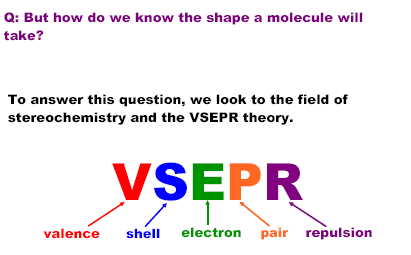 Q: But how do we know the shape a molecule will
take?
To answer this question, we look to the field of
stereochemistry and the VSEPR theory.
VSEPR
valence shell electron pair repulsion